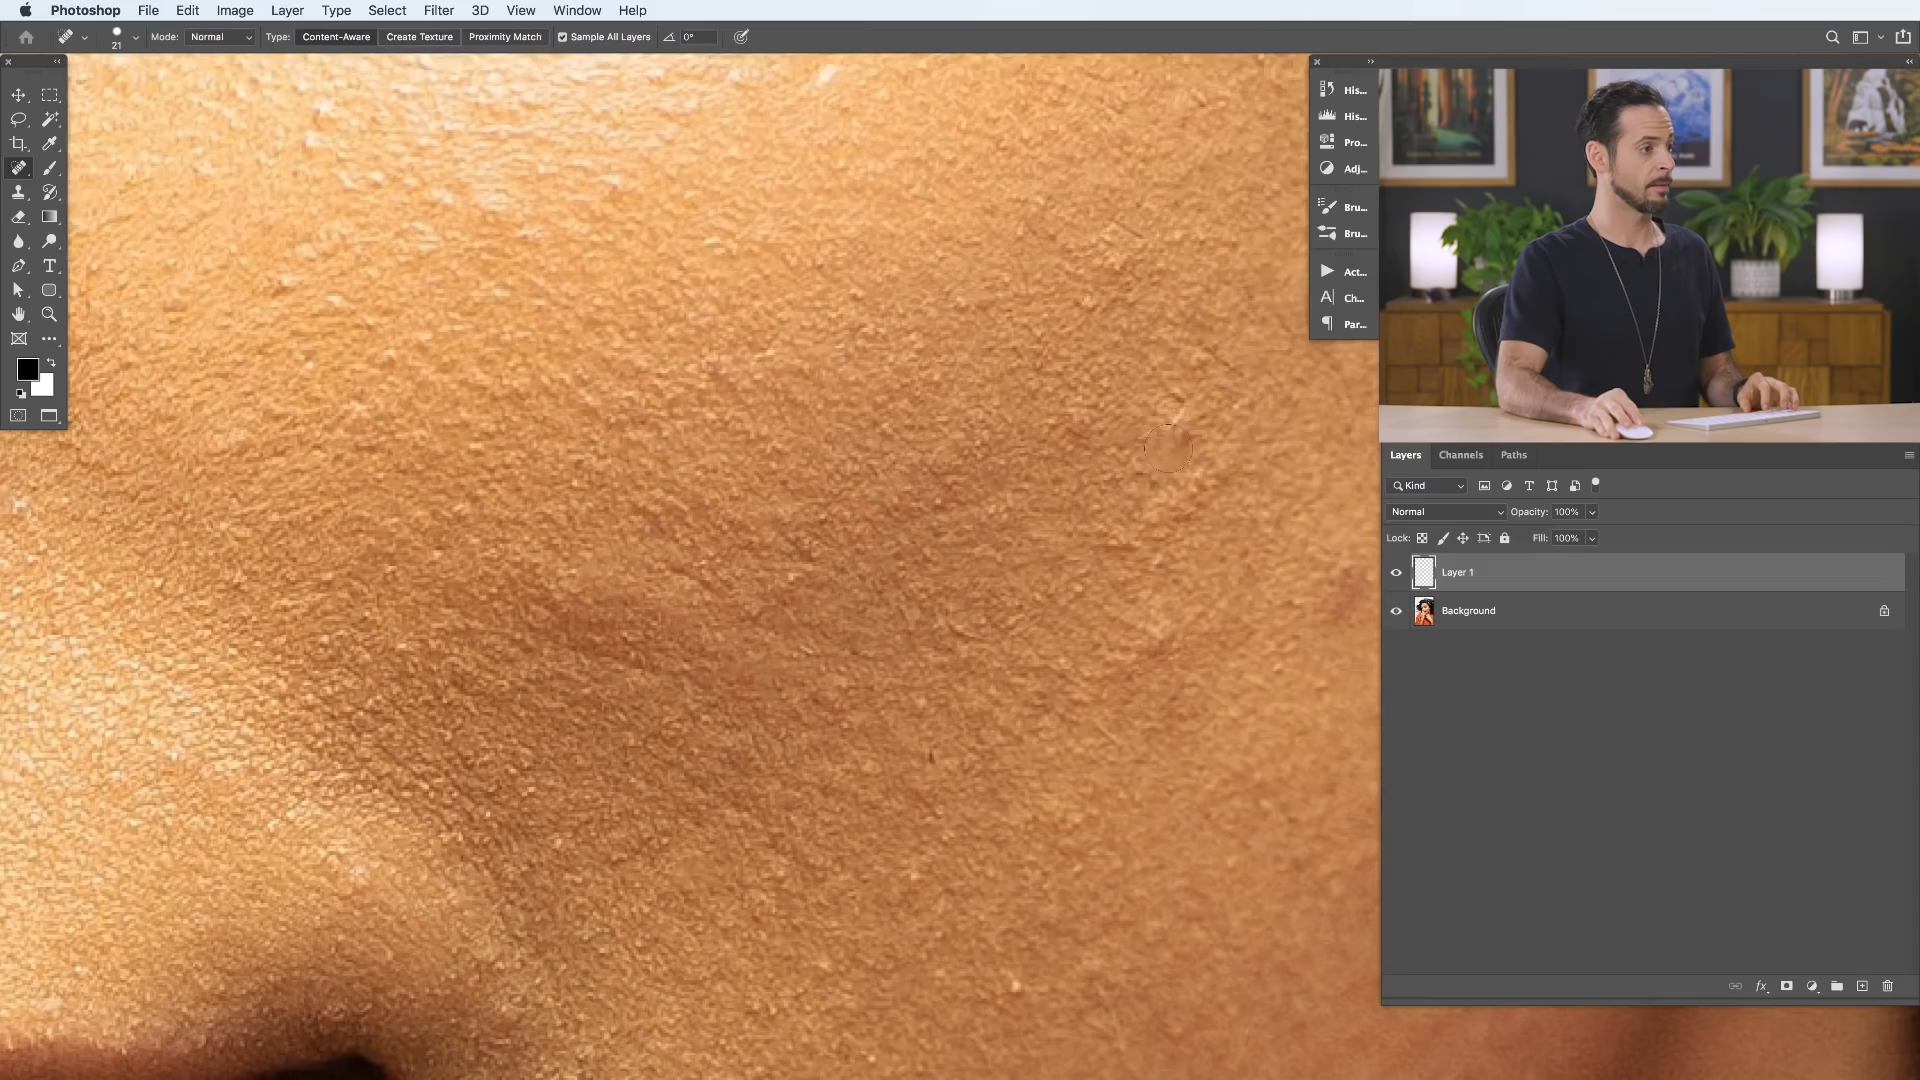 Photoshop File Edit Image Layer Type Select Filter 3D View Window Help
21 Mode: Normal Type: Content-Aware Create Texture Proximity Match Sample All Layers 0°
His...
His...
Pro...
Adj...
Bru...
Bru...
Act...
Ch...
Par...
Layers Channels Paths
Kind
Normal Opacity: 100%
Lock: Fill: 100%
Layer 1
Background
fx